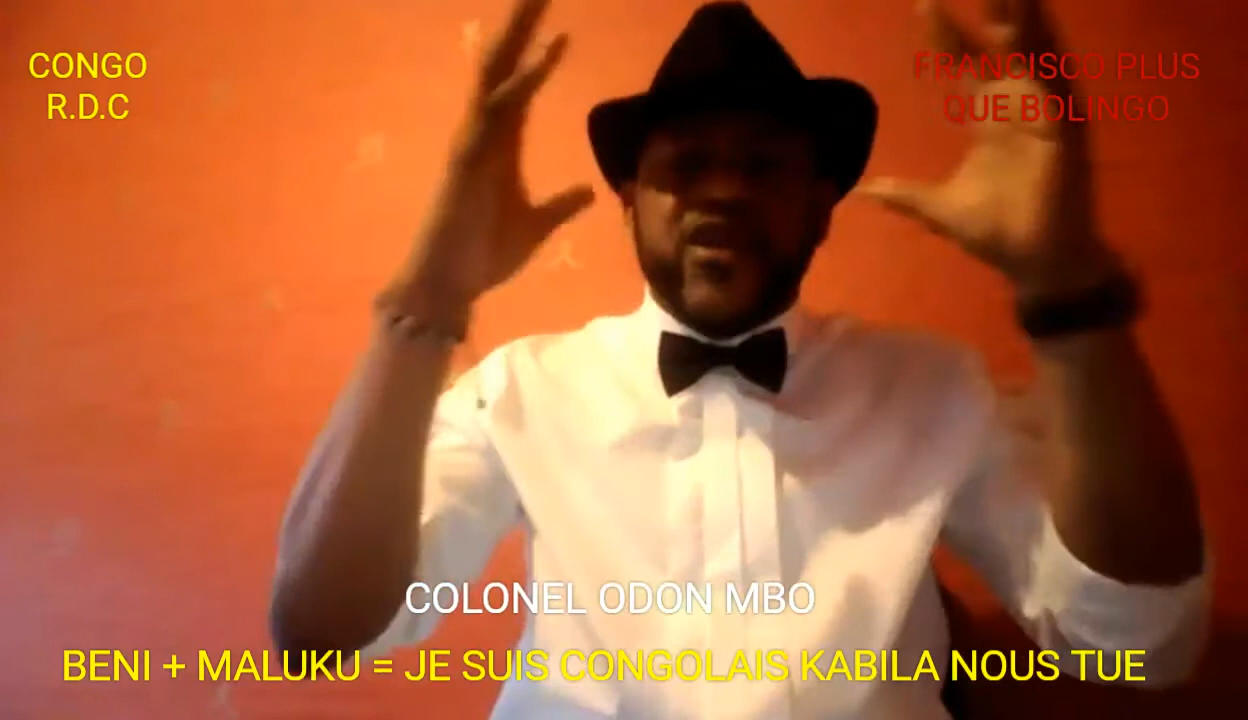 CONGO
R.D.C
FRANCISCO PLUS
QUE BOLINGO
COLONEL ODON MBO
BENI + MALUKU = JE SUIS CONGOLAIS KABILA NOUS TUE